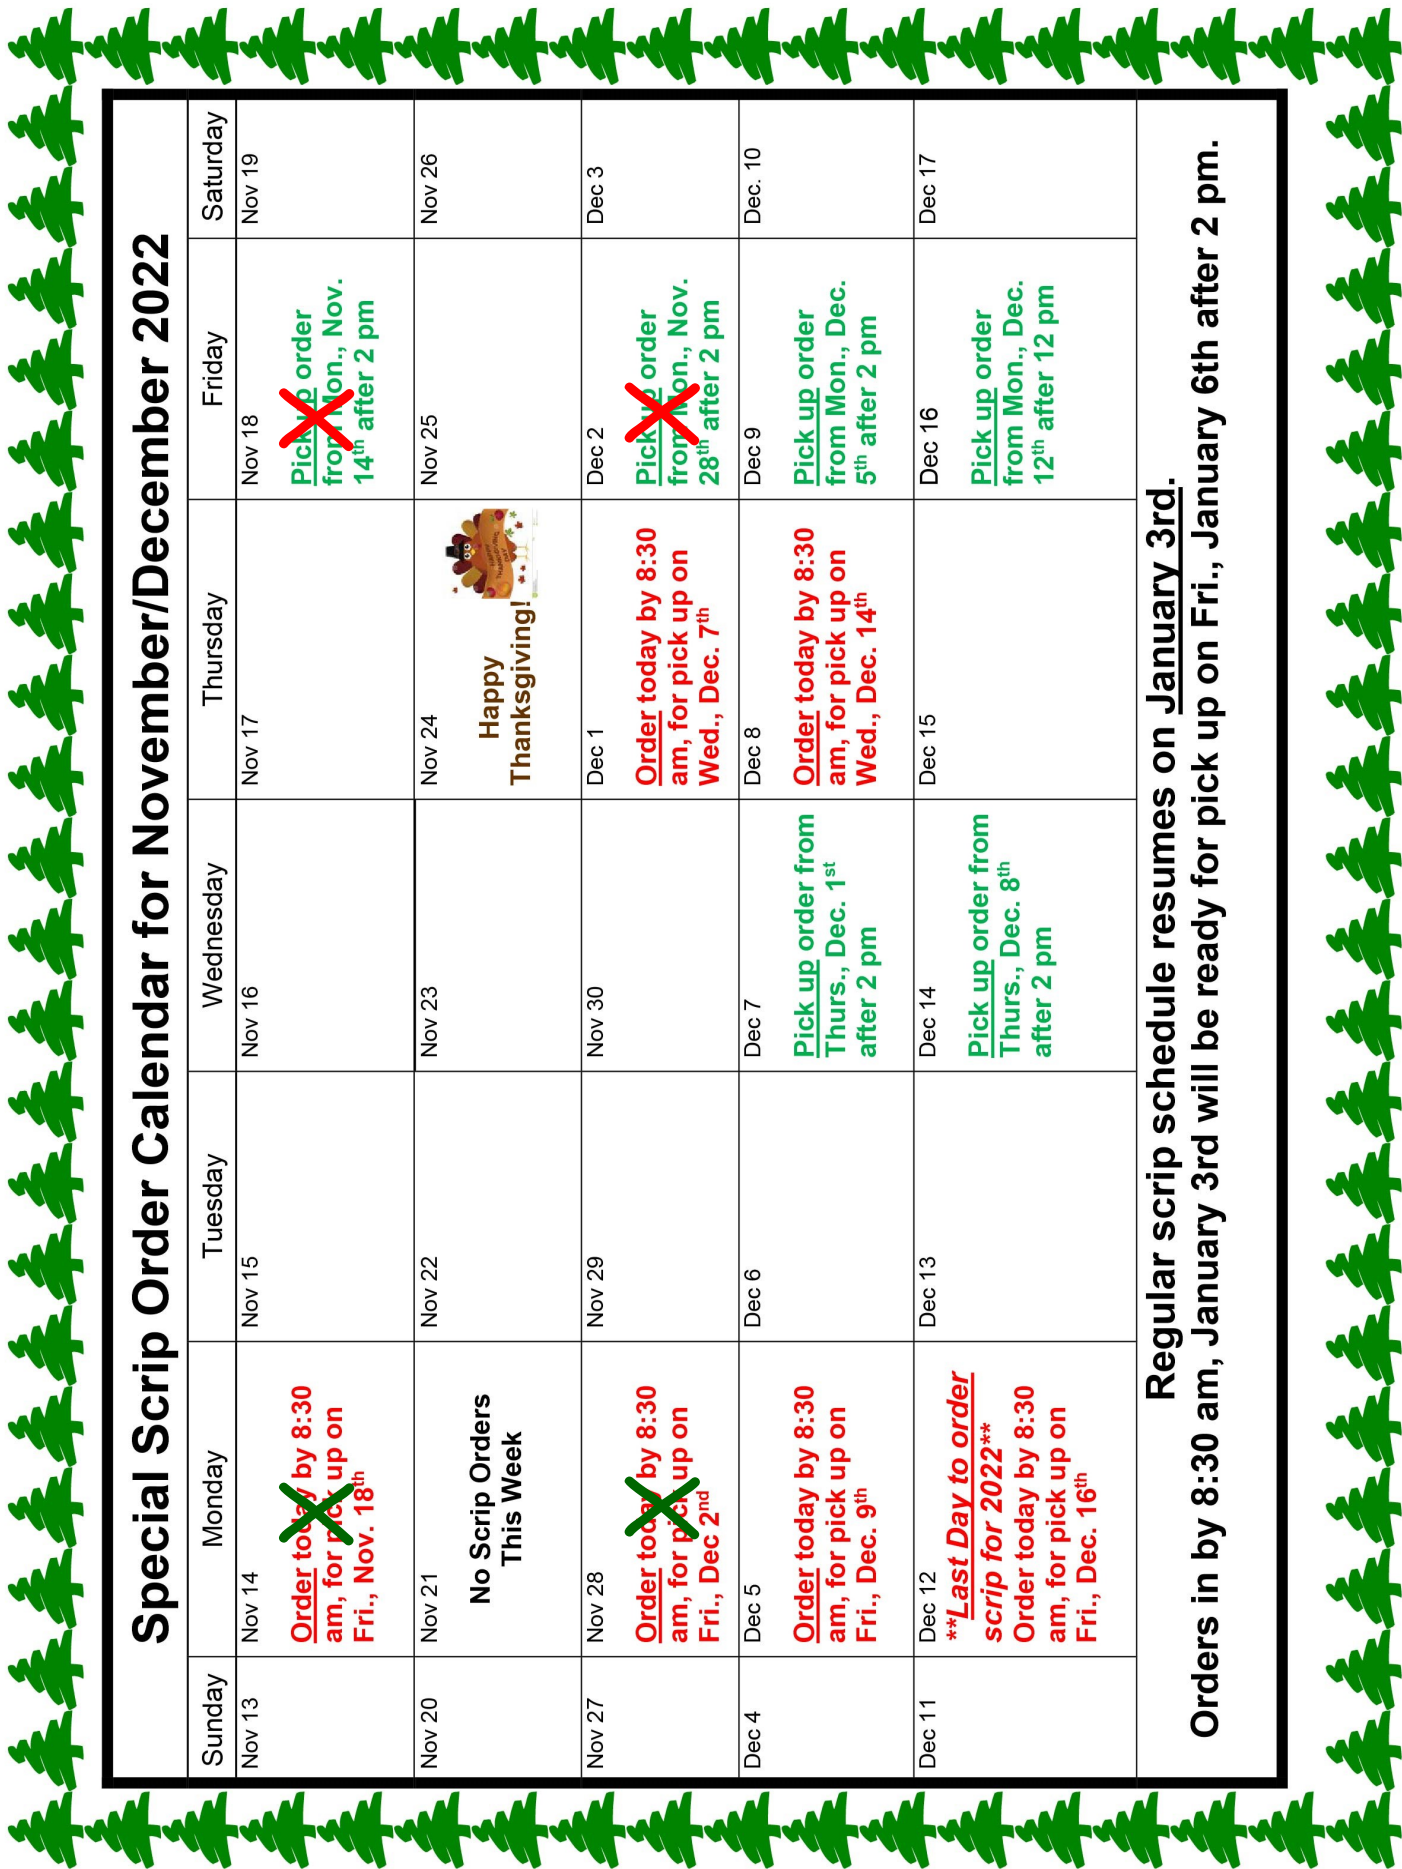 Special Scrip Order Calendar for November/December 2022
Sunday Monday Tuesday Wednesday Thursday Friday Saturday
Nov 13
Nov 14
Order today by 8:30
am, for pick up on
Fri., Nov. 18th
Nov 15
Nov 16
Nov 17
Nov 18
Pick up order
from Mon., Nov.
14th after 2 pm
Nov 19
Nov 20
Nov 21
No Scrip Orders
This Week
Nov 22
Nov 23
Nov 24
Happy
Thanksgiving!
HAPPY
THANKSGIVING
DAY
Nov 25
Nov 26
Nov 27
Nov 28
Order today by 8:30
am, for pick up on
Fri., Dec 2nd
Nov 29
Nov 30
Dec 1
Order today by 8:30
am, for pick up on
Wed., Dec. 7th
Dec 2
Pick up order
from Mon., Nov.
28th after 2 pm
Dec 3
Dec 4
Dec 5
Order today by 8:30
am, for pick up on
Fri., Dec. 9th
Dec 6
Dec 7
Pick up order from
Thurs., Dec. 1st
after 2 pm
Dec 8
Order today by 8:30
am, for pick up on
Wed., Dec. 14th
Dec 9
Pick up order
from Mon., Dec.
5th after 2 pm
Dec. 10
Dec 11
Dec 12
**Last Day to order
scrip for 2022**
Order today by 8:30
am, for pick up on
Fri., Dec. 16th
Dec 13
Dec 14
Pick up order from
Thurs., Dec. 8th
after 2 pm
Dec 15
Dec 16
Pick up order
from Mon., Dec.
12th after 12 pm
Dec 17
Regular scrip schedule resumes on January 3rd.
Orders in by 8:30 am, January 3rd will be ready for pick up on Fri., January 6th after 2 pm.